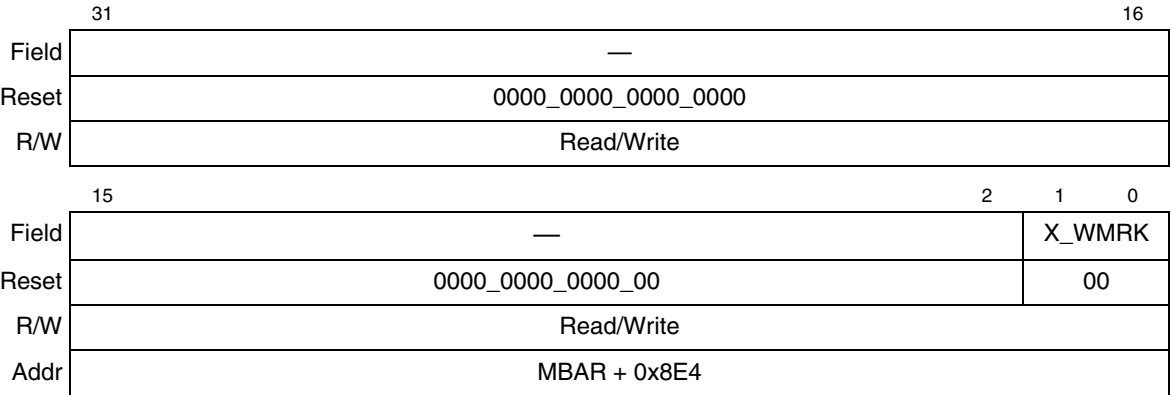 31 16
Field —
Reset 0000_0000_0000_0000
R/W Read/Write
15 2 1 0
Field — X_WMRK
Reset 0000_0000_0000_00 00
R/W Read/Write
Addr MBAR + 0x8E4